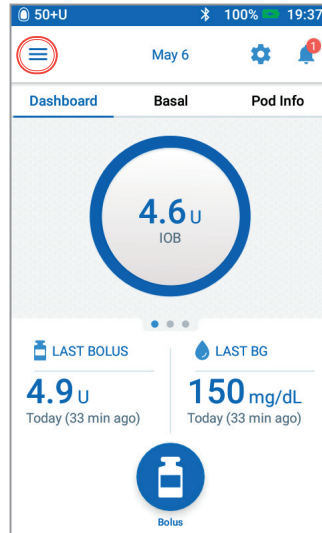 50+U 100% 19:37
May 6 1
Dashboard Basal Pod Info
4.6 U
IOB
LAST BOLUS LAST BG
4.9 U 150 mg/dL
Today (33 min ago) Today (33 min ago)
Bolus